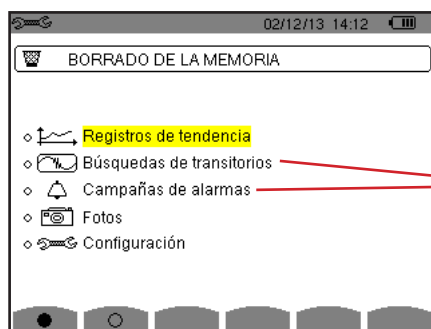 02/12/13 14:12
BORRADO DE LA MEMORIA
Registros de tendencia
Búsquedas de transitorios
Campañas de alarmas
Fotos
Configuración